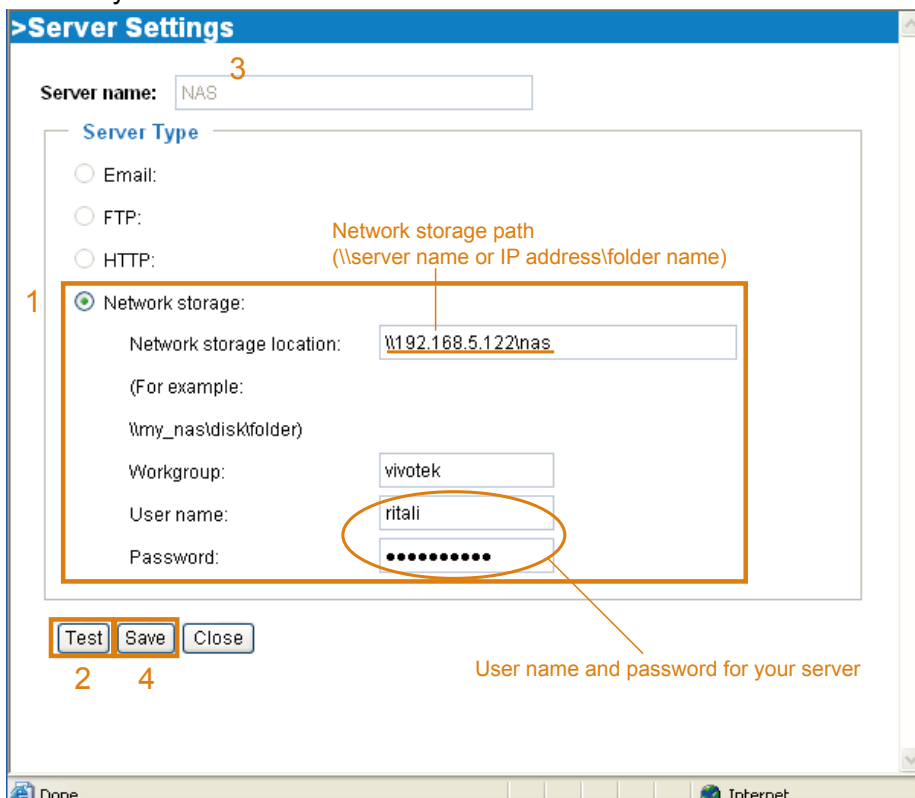 >Server Settings
3
Server name: NAS
Server Type
Email:
FTP:
HTTP:
Network storage path
(\\server name or IP address\folder name)
1
Network storage:
Network storage location: \\192.168.5.122\nas
(For example:
\\my_nas\disk\folder)
Workgroup: vivotek
User name: ritali
Password: ●●●●●●●●●●
Test Save Close
2 4
User name and password for your server
Done Internet